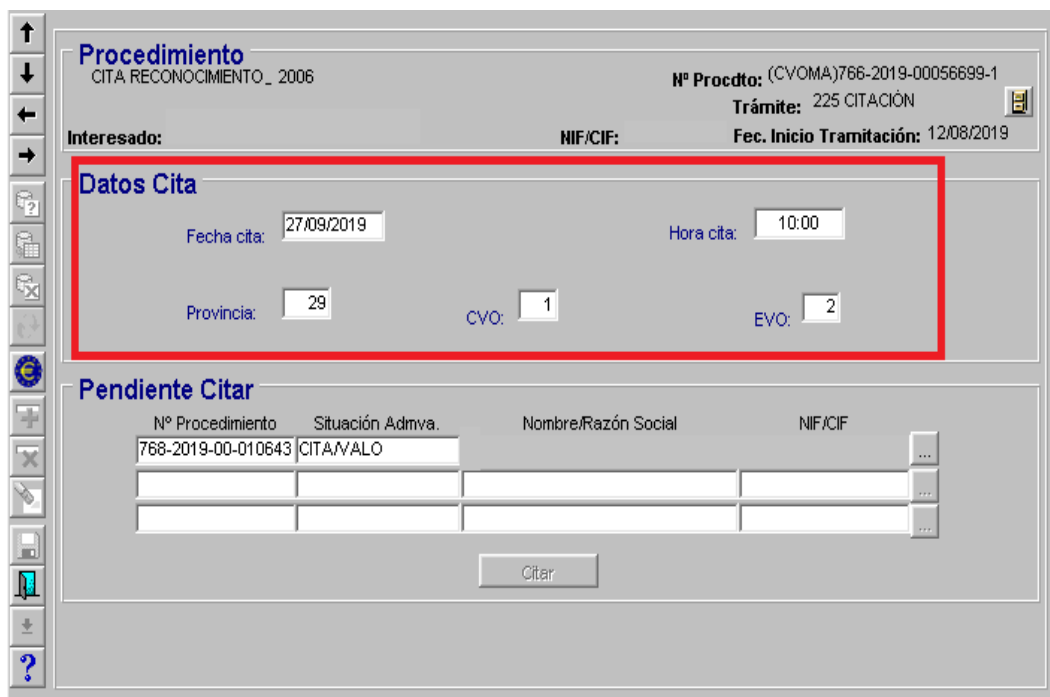 Procedimiento
CITA RECONOCIMIENTO_ 2006
Nº Procdto: (CVOMA)766-2019-00056699-1
Trámite: 225 CITACIÓN
Interesado: NIF/CIF: Fec. Inicio Tramitación: 12/08/2019
Datos Cita
Fecha cita: 27/09/2019 Hora cita: 10:00
Provincia: 29 CVO: 1 EVO: 2
Pendiente Citar
Nº Procedimiento Situación Admva. Nombre/Razón Social NIF/CIF
768-2019-00-010643 CITA/VALO ...
...
...
Citar
?